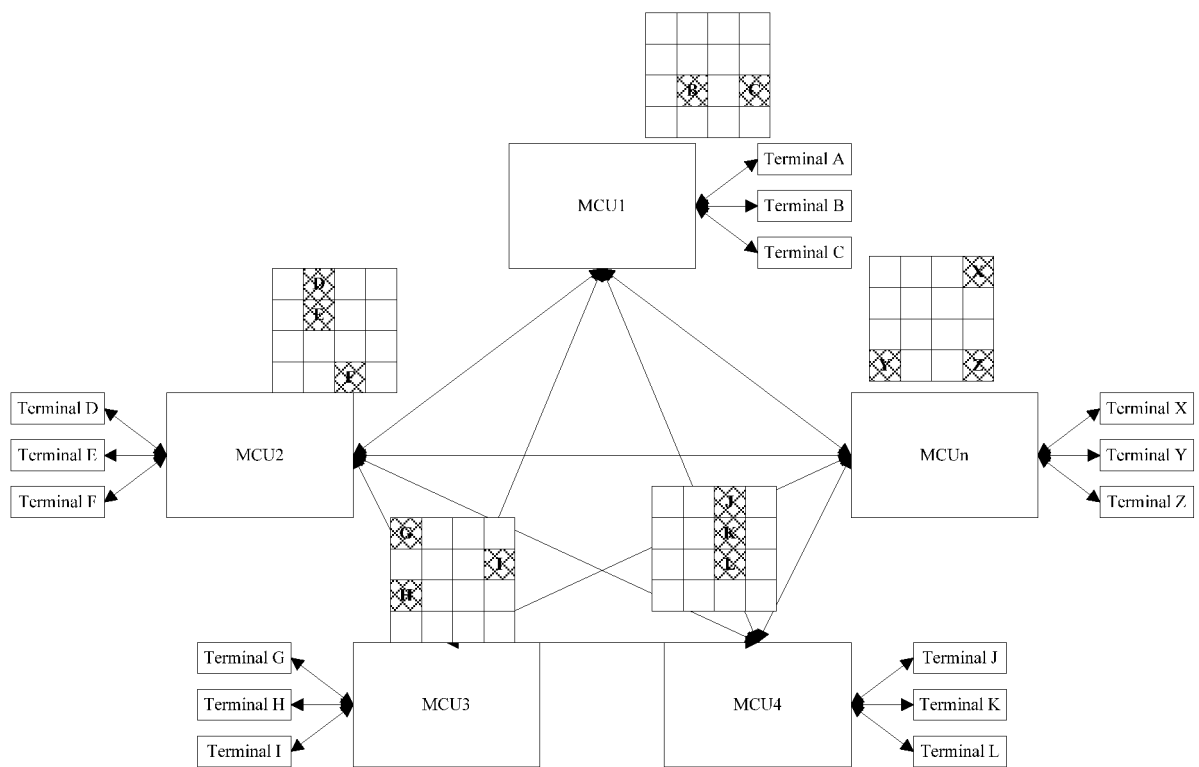 B C
Terminal A
MCU1
Terminal B
Terminal C
D
E
F
X
Y Z
Terminal D
Terminal E
MCU2
Terminal F
Terminal X
MCUn
Terminal Y
Terminal Z
G
I
H
J
K
L
Terminal G
Terminal H
MCU3
Terminal I
Terminal J
MCU4
Terminal K
Terminal L